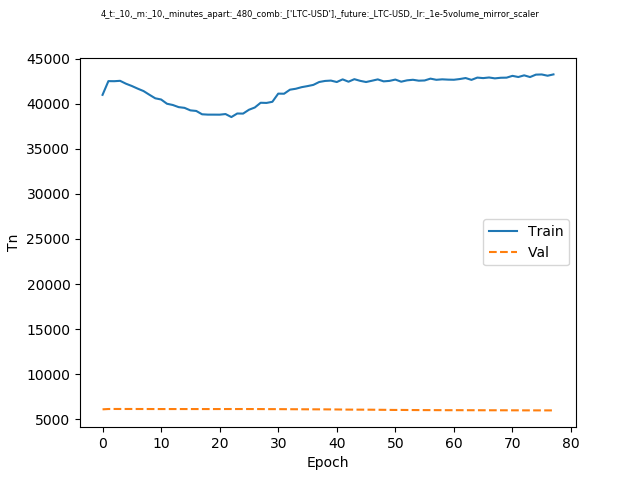 4_t:_10,_m:_10,_minutes_apart:_480_comb:_['LTC-USD'],_future:_LTC-USD,_lr:_1e-5volume_mirror_scaler
45000
40000
35000
30000
25000
20000
15000
10000
5000
Tn
Train
Val
0 10 20 30 40 50 60 70 80
Epoch